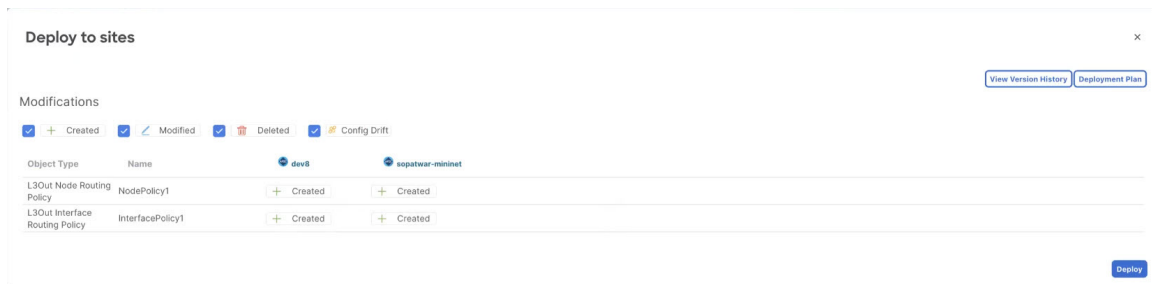 Deploy to sites
View Version History Deployment Plan
Modifications
Created Modified Deleted Config Drift
Object Type Name dev8 sopatwar-mininet
L3Out Node Routing
Policy
NodePolicy1 Created Created
L3Out Interface
Routing Policy
InterfacePolicy1 Created Created
Deploy